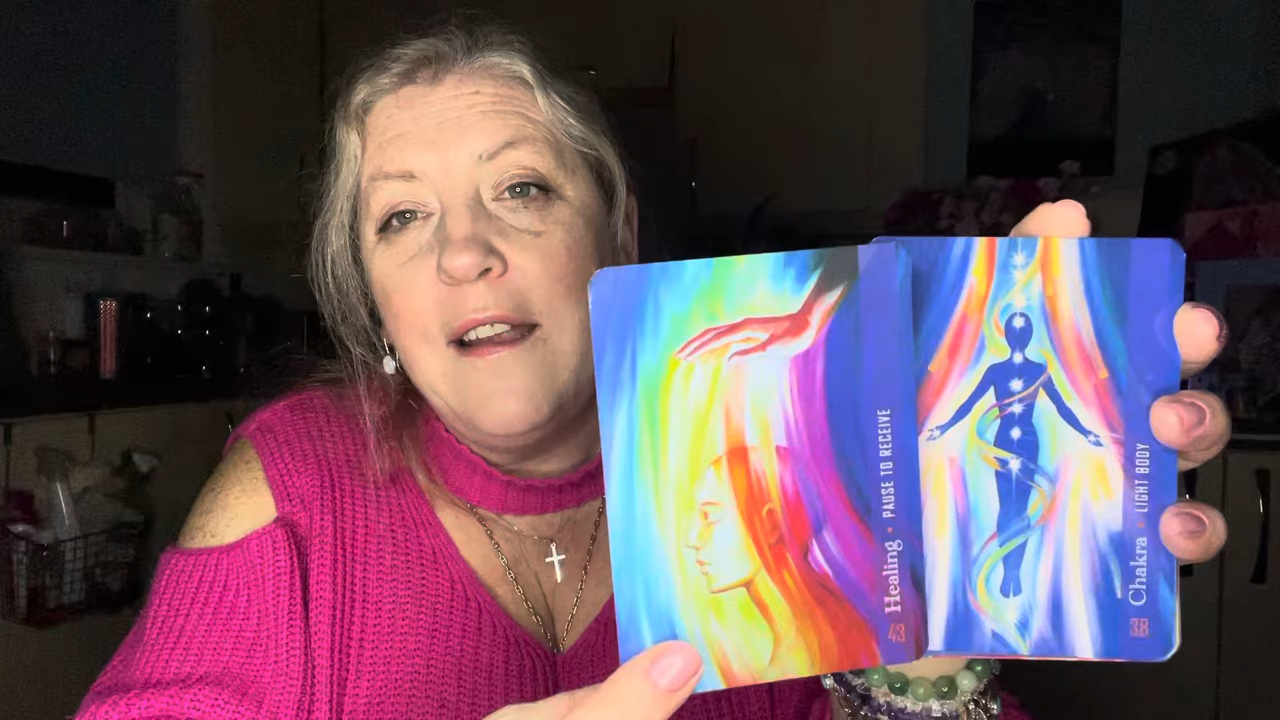 43 Healing • PAUSE TO RECEIVE
38 Chakra • LIGHT BODY